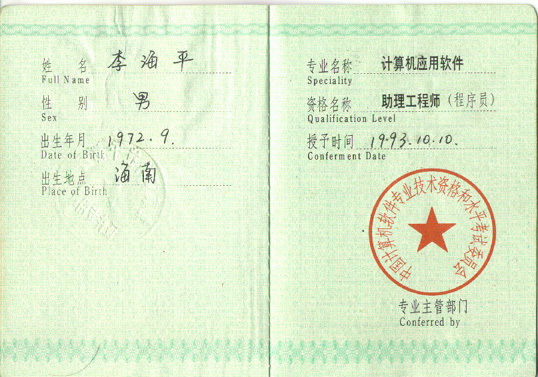 姓 名 李海平
Full Name
性 别 男
Sex
出生年月 1972.9.
Date of Birth
出生地点 海南
Place of Birth
专业名称 计算机应用软件
Speciality
资格名称 助理工程师(程序员)
Qualification Level
授予时间 1993.10.10.
Conferment Date
中国计算机软件专业技术资格和水平考试委员会
专业主管部门
Conferred by